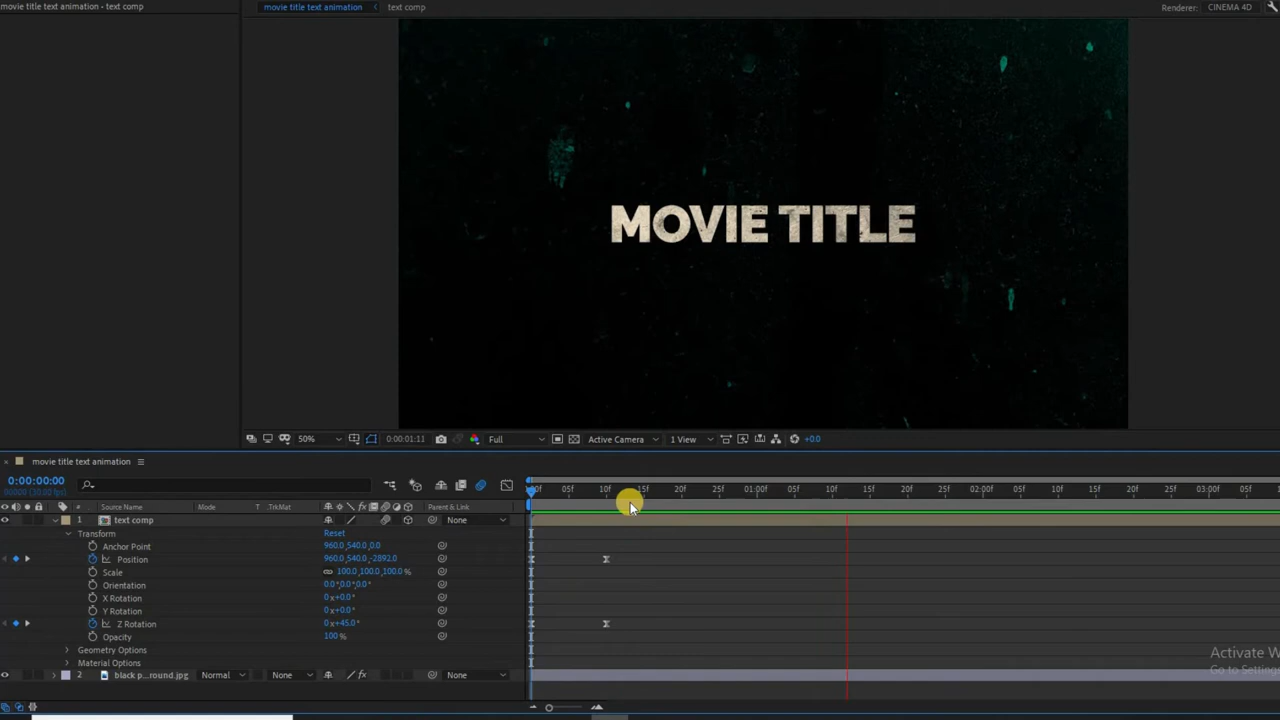 movie title text animation - text comp
movie title text animation
text comp
Renderer:
CINEMA 4D
MOVIE TITLE
50%
0:00:01:11
Full
Active Camera
1 View
+0.0
movie title text animation
0:00:00:00
00000 (30.00 fps)
:00f 05f 10f 15f 20f 25f 01:00f 05f 10f 15f 20f 25f 02:00f 05f 10f 15f 20f 25f 03:00f 05f
# Source Name Mode T .TrkMat Parent & Link
1 text comp None
Transform Reset
Anchor Point 960.0,540.0,0.0
Position 960.0,540.0,-2892.0
Scale 100.0,100.0,100.0%
Orientation 0.0°,0.0°,0.0°
X Rotation 0x+0.0°
Y Rotation 0x+0.0°
Z Rotation 0x+45.0°
Opacity 100%
Geometry Options
Material Options
2 black p...round.jpg Normal None None
Activate W
Go to Setting